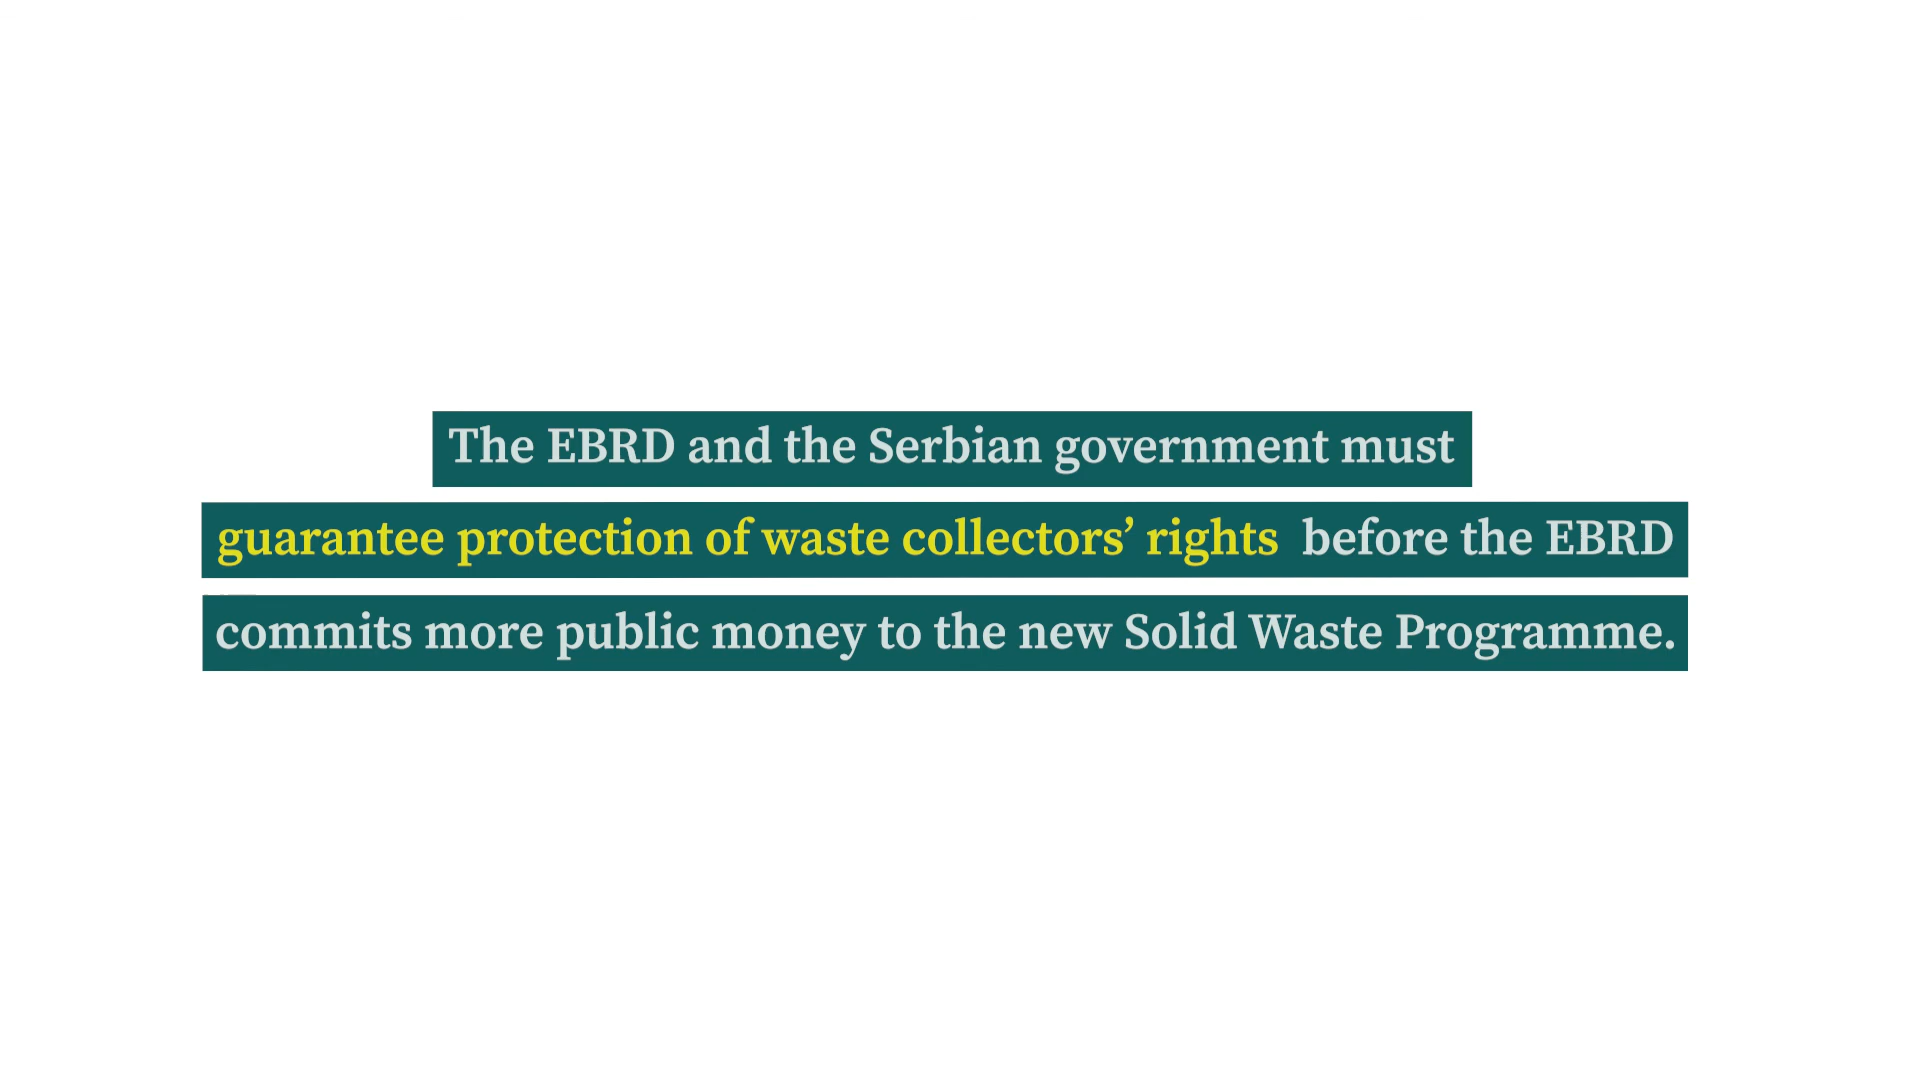 The EBRD and the Serbian government must
guarantee protection of waste collectors’ rights before the EBRD
commits more public money to the new Solid Waste Programme.